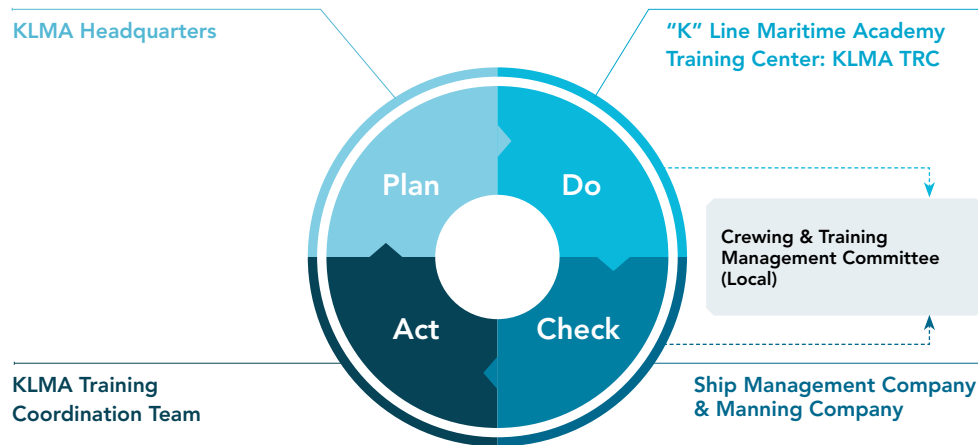 KLMA Headquarters
“K” Line Maritime Academy
Training Center: KLMA TRC
Plan
Do
Crewing & Training
Management Committee
(Local)
Act
Check
KLMA Training
Coordination Team
Ship Management Company
& Manning Company